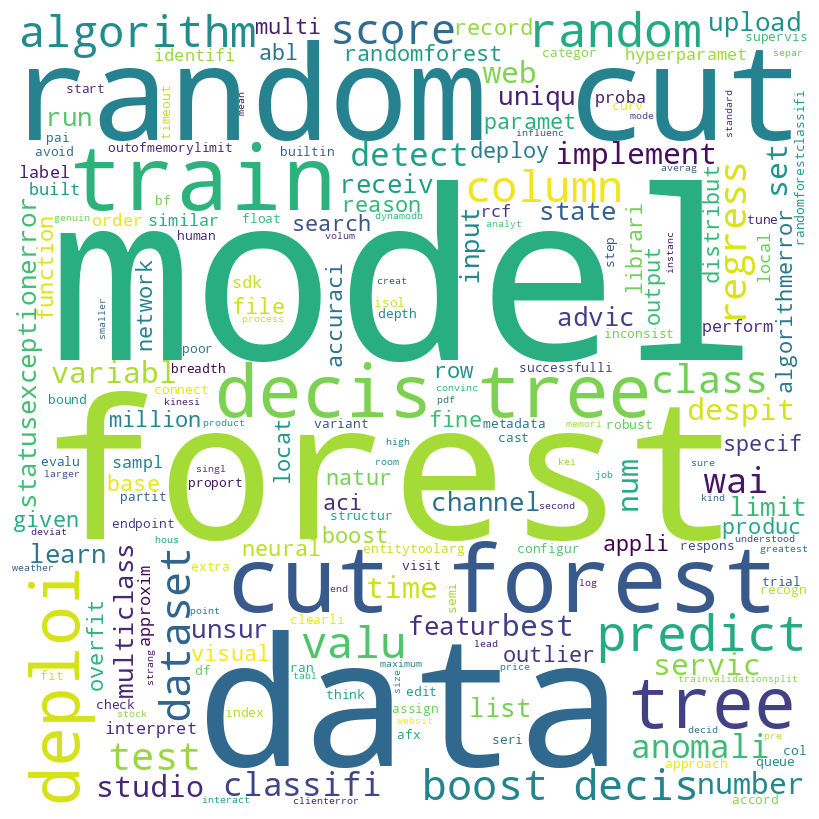 algorithm
multi
score
record
random
upload
supervis
identifi
abl
randomforest
categor
hyperparamet
separ
random cut
web
start
timeout
mean
run
uniqu
proba
curv
mode
standard
paramet
influenc
pai
avoid
outofmemorylimit
builtin
train
detect
deploy
implement
averag
label
built
bf
float
receiv
column
regress
set
randomforestclassifi
reason
genuin
order
similar
search
dynamodb
rcf
state
distribut
tune
function
human
volum
analyt
input
step
librari
output
local
instanc
model
statusexceptionerror
network
smaller
sdk
file
process
accuraci
isol
creat
depth
advic
inconsist
perform
algorithmerror
poor
breadth
row
successfulli
variabl
connect
decis tree
class
bound
kinesi
convinc
pdf
million
product
variant
fine
metadata
cast
memori
robust
despit
forest
locat
high
specif
evalu
sampl
singl
room
kei
job
sure
kind
num
wai
larger
base
proport
natur
aci
channel
second
limit
partit
given
deviat
endpoint
structur
boost
produc
understood
learn
hous
neural
entitytoolarg
configur
appli
respons
greatest
weather
multiclass
approxim
dataset
extra
visit
semi
cut forest
time
trial
recogn
deploi
overfit
end
log
point
clearli
unsur
valu
featur
best
predict
fit
strang
visual
df
ran
tabl
think
maximum
size
lead
edit
outlier
servic
trainvalidationsplit
check
stock
index
data
assign
price
list
tree
interpret
afx
websit
decid
pre
test
seri
anomali
col
queue
approach
studio
classifi
boost decis
number
interact
clienterror
accord